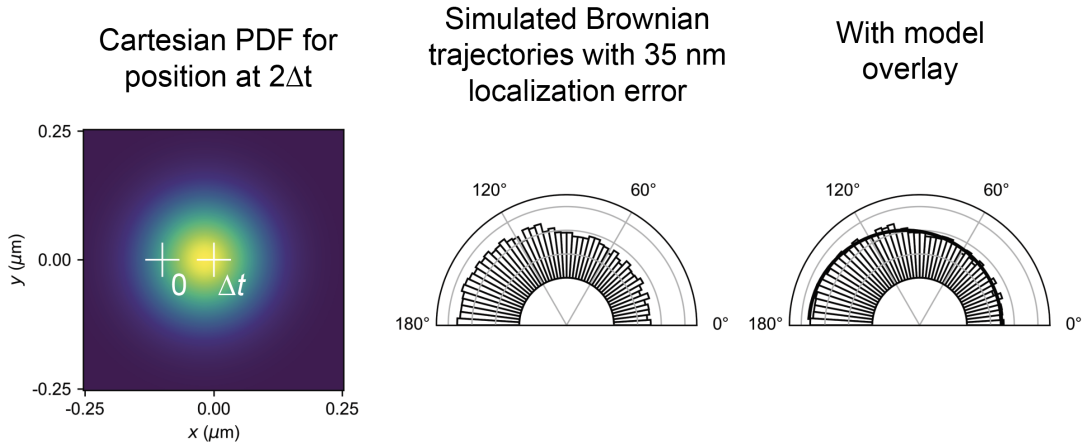 Cartesian PDF for
position at 2Δt
Simulated Brownian
trajectories with 35 nm
localization error
With model
overlay
0.25
0.00
-0.25
y (μm)
0
Δt
-0.25
0.00
0.25
x (μm)
120°
60°
180°
0°
120°
60°
180°
0°